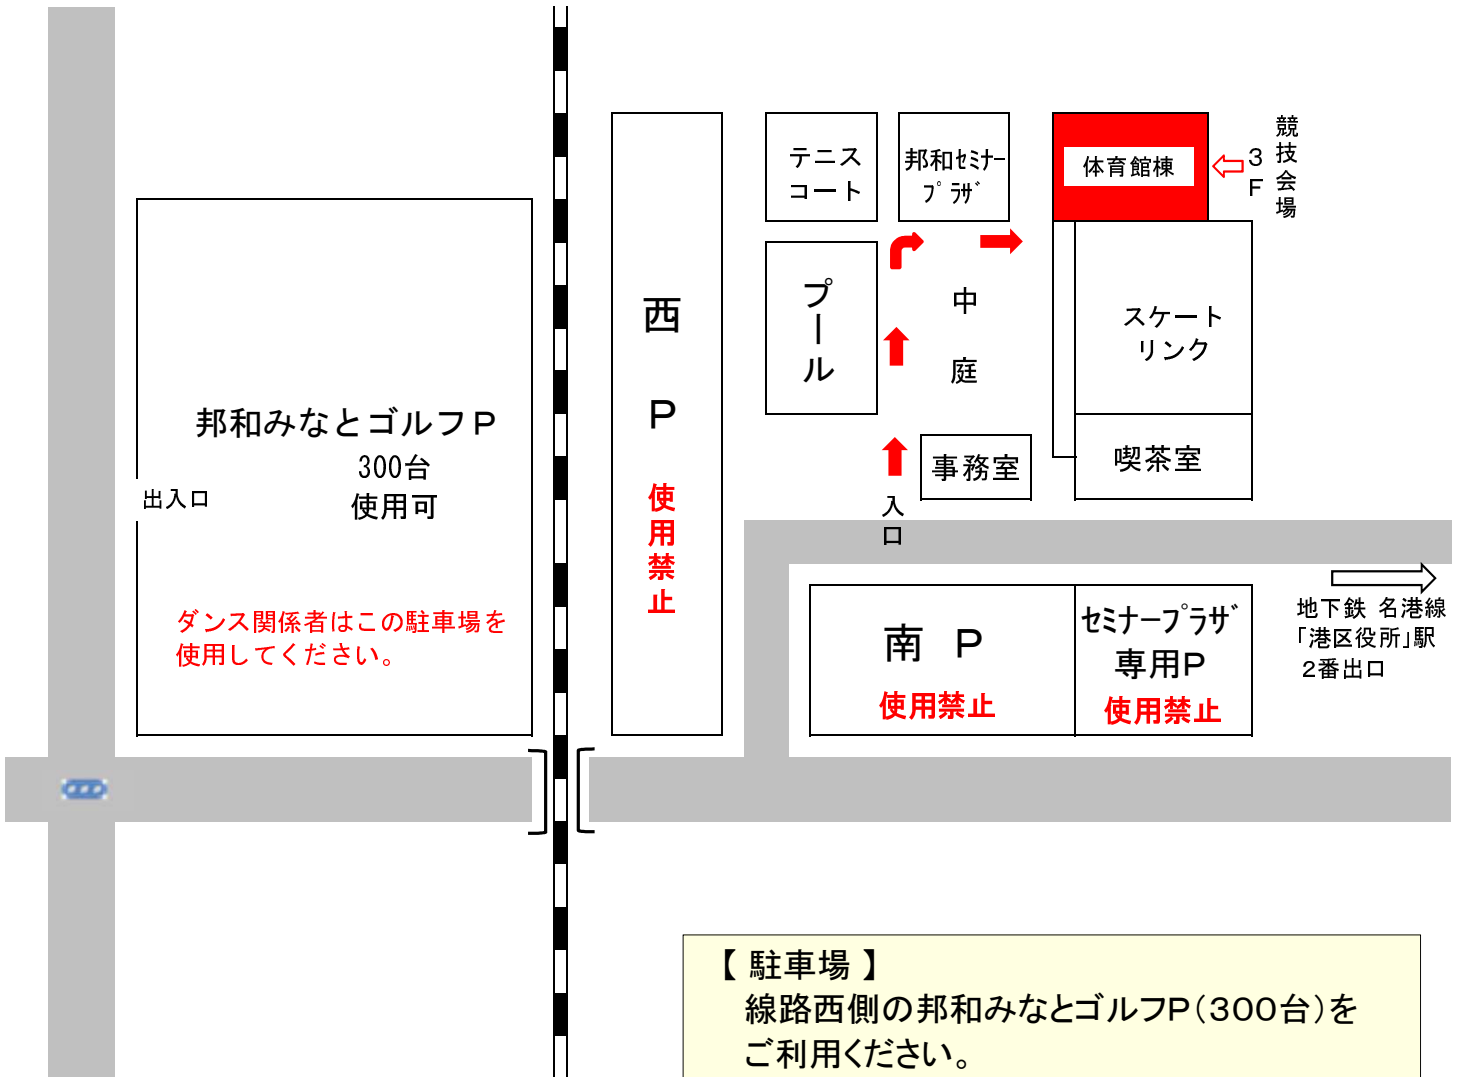 テニス
コート
邦和ｾﾐﾅｰ
ﾌﾟﾗｻﾞ
体育館棟
3F
競技会場
プール
中庭
スケート
リンク
喫茶室
事務室
入口
西P
使用禁止
邦和みなとゴルフP
300台
使用可
出入口
ダンス関係者はこの駐車場を
使用してください。
南 P
使用禁止
ｾﾐﾅｰﾌﾟﾗｻﾞ
専用P
使用禁止
地下鉄 名港線
「港区役所」駅
2番出口
【 駐車場 】
線路西側の邦和みなとゴルフP(300台)を
ご利用ください。